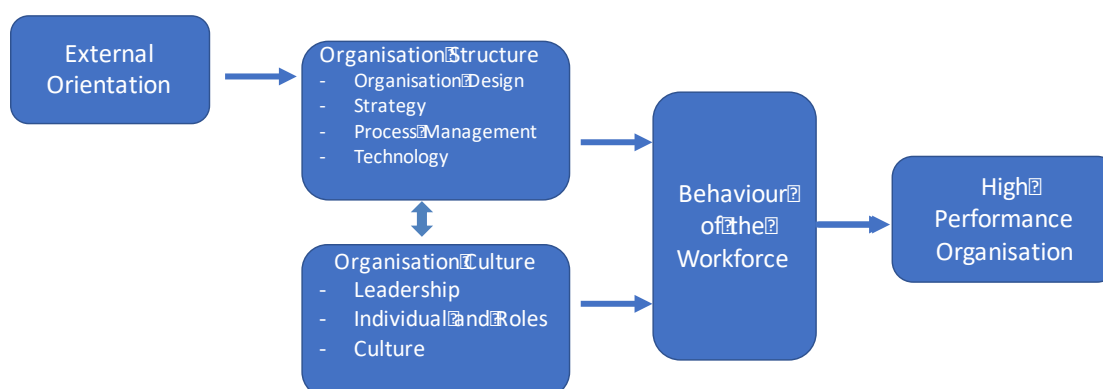 External
Orientation
Organisation Structure
- Organisation Design
- Strategy
- Process Management
- Technology
Organisation Culture
- Leadership
- Individual and Roles
- Culture
Behaviour
of the
Workforce
High
Performance
Organisation